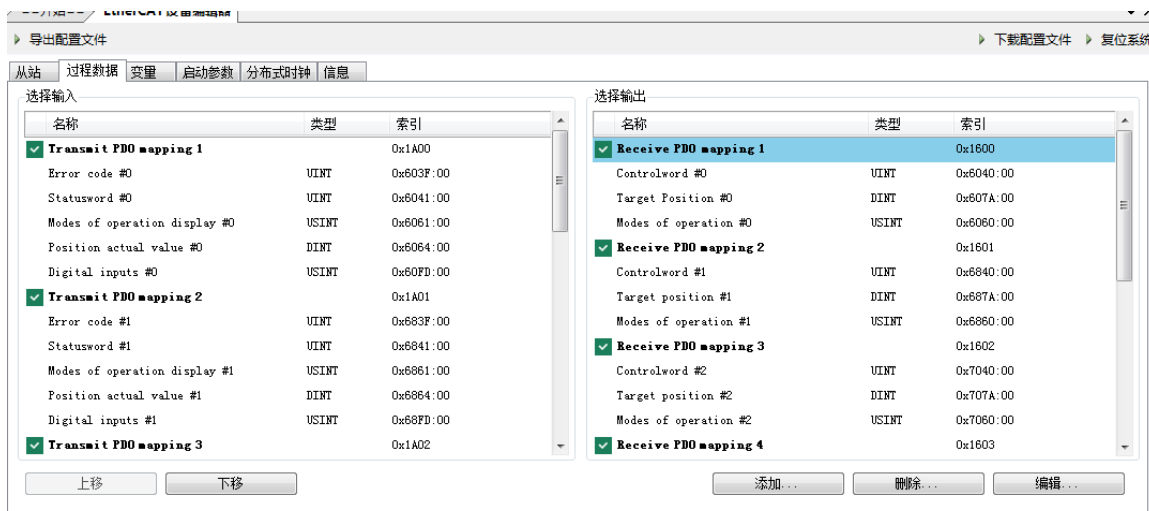 EtherCAT设备编辑器
导出配置文件 下载配置文件 复位系统
从站 过程数据 变量 启动参数 分布式时钟 信息
选择输入
名称 类型 索引
Transmit PDO mapping 1 0x1A00
Error code #0 UINT 0x603F:00
Statusword #0 UINT 0x6041:00
Modes of operation display #0 USINT 0x6061:00
Position actual value #0 DINT 0x6064:00
Digital inputs #0 USINT 0x60FD:00
Transmit PDO mapping 2 0x1A01
Error code #1 UINT 0x683F:00
Statusword #1 UINT 0x6841:00
Modes of operation display #1 USINT 0x6861:00
Position actual value #1 DINT 0x6864:00
Digital inputs #1 USINT 0x68FD:00
Transmit PDO mapping 3 0x1A02
上移 下移
选择输出
名称 类型 索引
Receive PDO mapping 1 0x1600
Controlword #0 UINT 0x6040:00
Target Position #0 DINT 0x607A:00
Modes of operation #0 USINT 0x6060:00
Receive PDO mapping 2 0x1601
Controlword #1 UINT 0x6840:00
Target position #1 DINT 0x687A:00
Modes of operation #1 USINT 0x6860:00
Receive PDO mapping 3 0x1602
Controlword #2 UINT 0x7040:00
Target position #2 DINT 0x707A:00
Modes of operation #2 USINT 0x7060:00
Receive PDO mapping 4 0x1603
添加... 删除... 编辑...